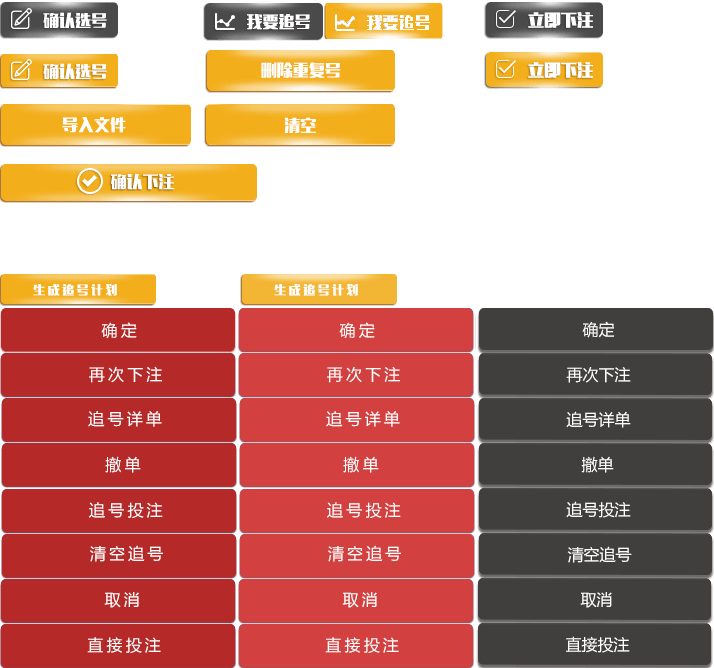 确认选号 我要追号 我要追号 立即下注
确认选号 删除重复号 立即下注
导入文件 清空
确认下注
生成追号计划 生成追号计划
确定 确定 确定
再次下注 再次下注 再次下注
追号详单 追号详单 追号详单
撤单 撤单 撤单
追号投注 追号投注 追号投注
清空追号 清空追号 清空追号
取消 取消 取消
直接投注 直接投注 直接投注